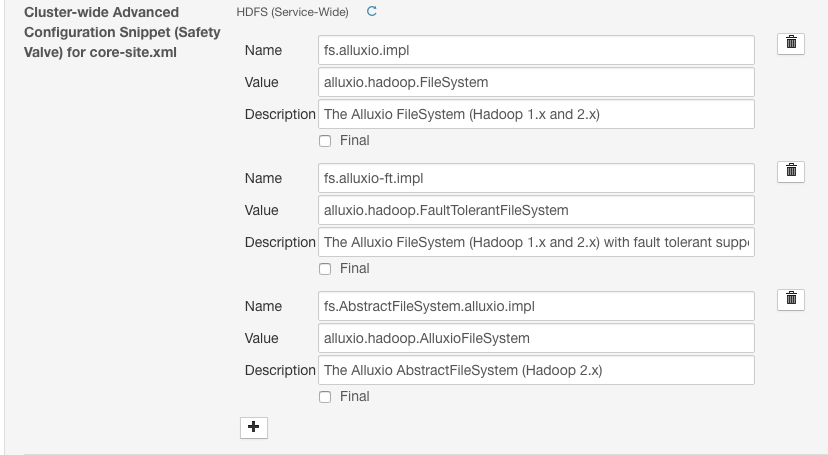 Cluster-wide Advanced
Configuration Snippet (Safety
Valve) for core-site.xml
HDFS (Service-Wide)
Name fs.alluxio.impl
Value alluxio.hadoop.FileSystem
Description The Alluxio FileSystem (Hadoop 1.x and 2.x)
Final
Name fs.alluxio-ft.impl
Value alluxio.hadoop.FaultTolerantFileSystem
Description The Alluxio FileSystem (Hadoop 1.x and 2.x) with fault tolerant suppo
Final
Name fs.AbstractFileSystem.alluxio.impl
Value alluxio.hadoop.AlluxioFileSystem
Description The Alluxio AbstractFileSystem (Hadoop 2.x)
Final